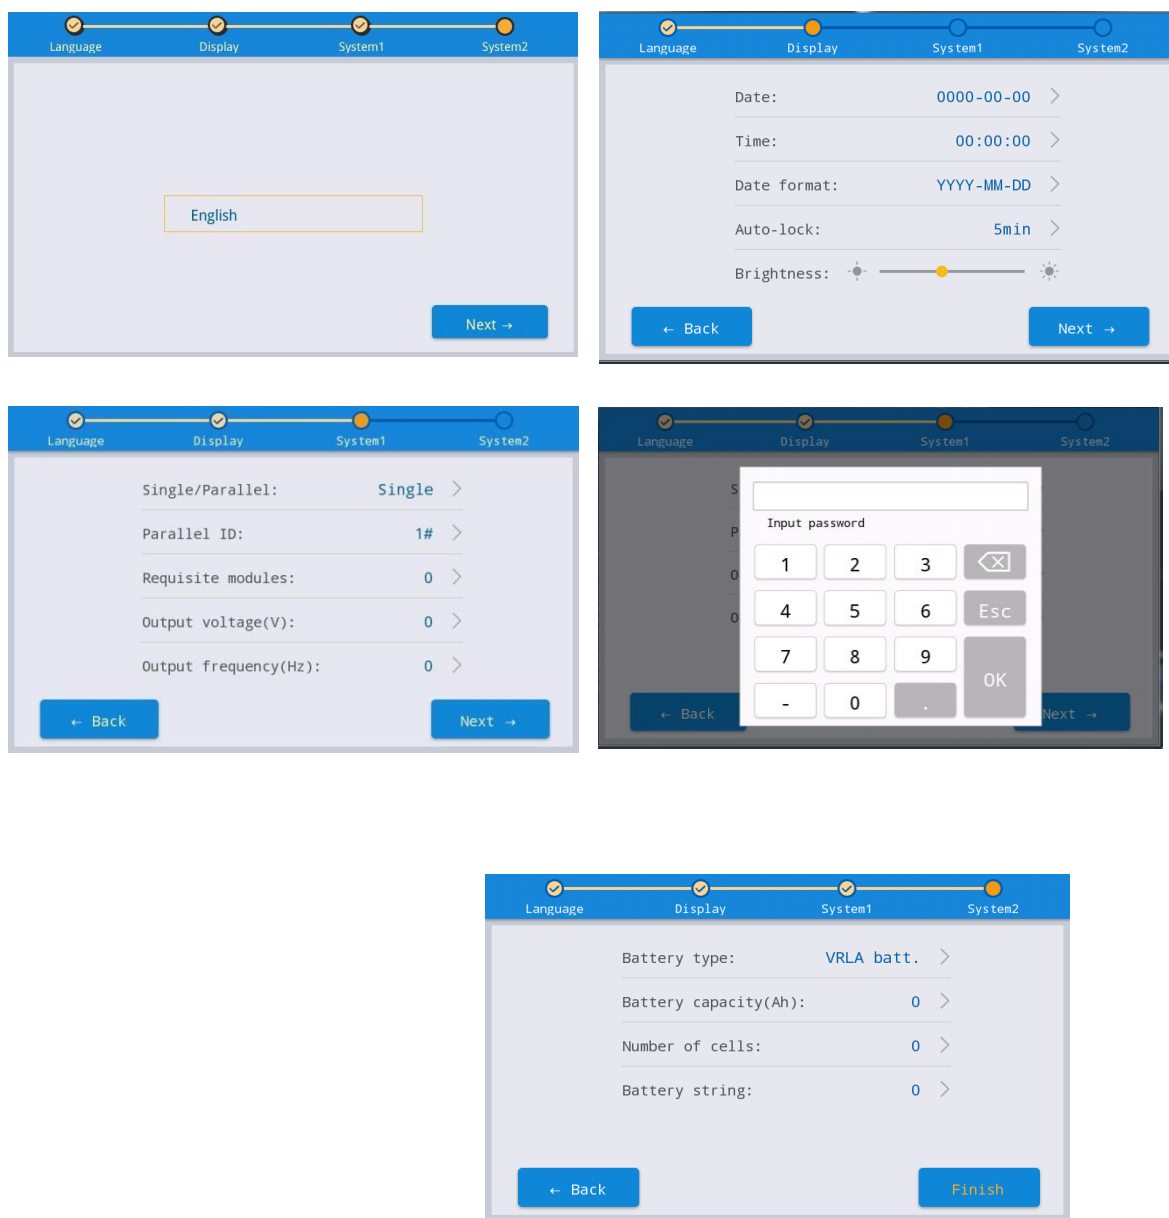 Language Display System1 System2
English
Next →
Language Display System1 System2
Date: 0000-00-00
Time: 00:00:00
Date format: YYYY-MM-DD
Auto-lock: 5min
Brightness:
← Back Next →
Language Display System1 System2
Single/Parallel: Single
Parallel ID: 1#
Requisite modules: 0
Output voltage(V): 0
Output frequency(Hz): 0
← Back Next →
Language Display System1 System2
S
P
O
O
Input password
1 2 3
4 5 6 Esc
7 8 9
OK
- 0 .
← Back Next →
Language Display System1 System2
Battery type: VRLA batt.
Battery capacity(Ah): 0
Number of cells: 0
Battery string: 0
← Back Finish